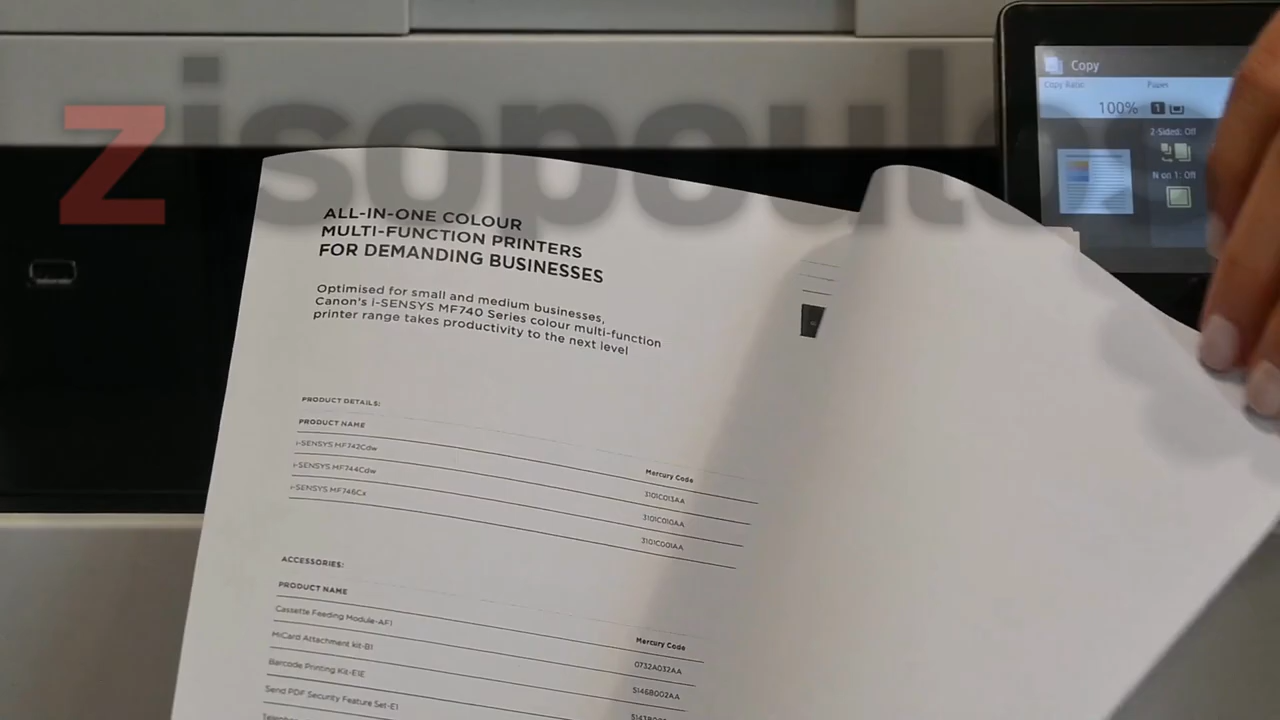 zisopoulos
Copy
Copy Ratio
Paper
100%
1
2-Sided: Off
N on 1: Off
ALL-IN-ONE COLOUR
MULTI-FUNCTION PRINTERS
FOR DEMANDING BUSINESSES
Optimised for small and medium businesses,
Canon's i-SENSYS MF740 Series colour multi-function
printer range takes productivity to the next level
PRODUCT DETAILS:
PRODUCT NAME
Mercury Code
i-SENSYS MF742Cdw
3101C013AA
i-SENSYS MF744Cdw
3101C010AA
i-SENSYS MF746Cx
3101C001AA
ACCESSORIES:
PRODUCT NAME
Mercury Code
Cassette Feeding Module-AF1
0732A032AA
MiCard Attachment kit-B1
5146B002AA
Barcode Printing Kit-E1E
Send PDF Security Feature Set-E1